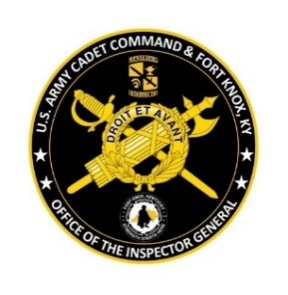 U.S. ARMY CADET COMMAND & FORT KNOX, KY
DROIT ET AVANT
OFFICE OF THE INSPECTOR GENERAL